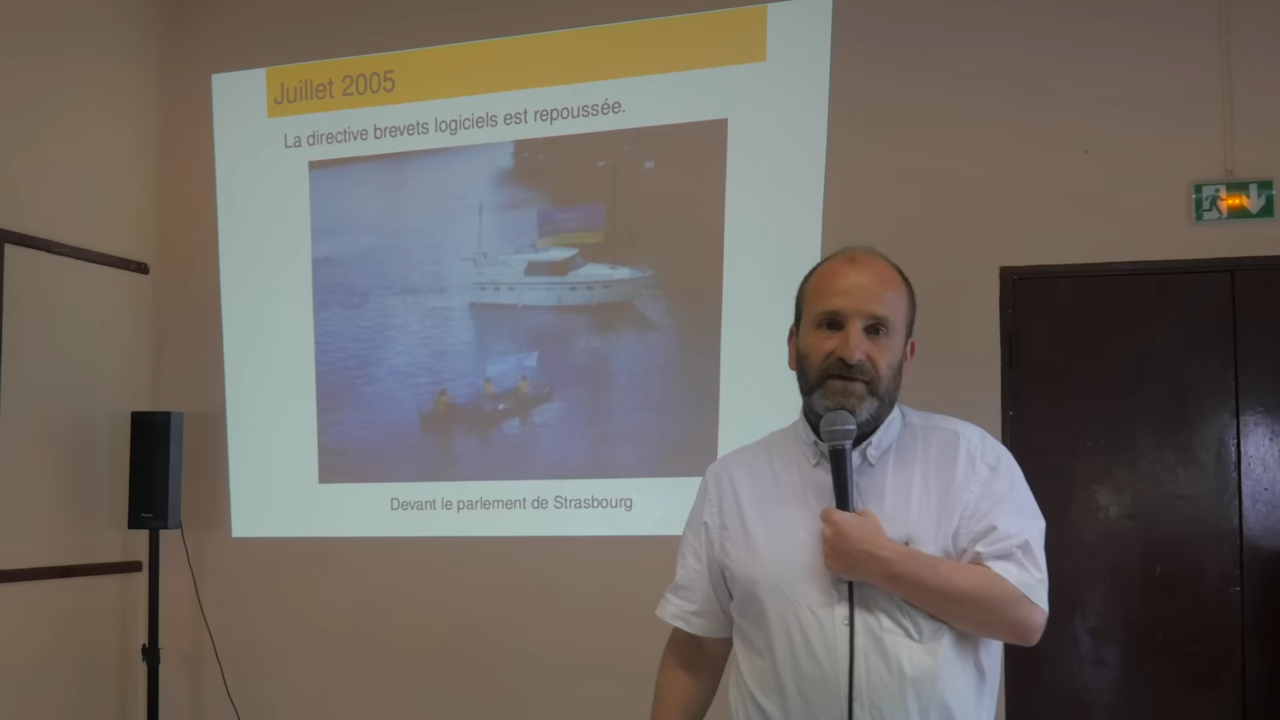 Juillet 2005
La directive brevets logiciels est repoussée.
Devant le parlement de Strasbourg